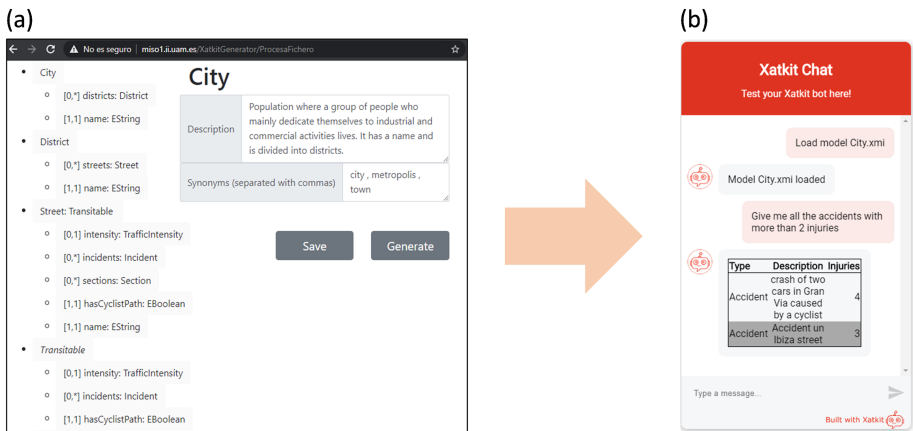 (a)
No es seguro | miso1.ii.uam.es/XatkitGenerator/ProcesaFichero
City
[0,*] districts: District
[1,1] name: EString
District
[0,*] streets: Street
[1,1] name: EString
Street: Transitable
[0,1] intensity: TrafficIntensity
[0,*] incidents: Incident
[0,*] sections: Section
[1,1] hasCyclistPath: EBoolean
[1,1] name: EString
Transitable
[0,1] intensity: TrafficIntensity
[0,*] incidents: Incident
[1,1] hasCyclistPath: EBoolean
City
Description
Population where a group of people who
mainly dedicate themselves to industrial and
commercial activities lives. It has a name and
is divided into districts.
Synonyms (separated with commas)
city , metropolis ,
town
Save
Generate
(b)
Xatkit Chat
Test your Xatkit bot here!
Load model City.xmi
Model City.xmi loaded
Give me all the accidents with
more than 2 injuries
Type Description Injuries
crash of two
cars in Gran
Accident Via caused 4
by a cyclist
Accident Accident un 3
Ibiza street
Type a message...
Built with Xatkit